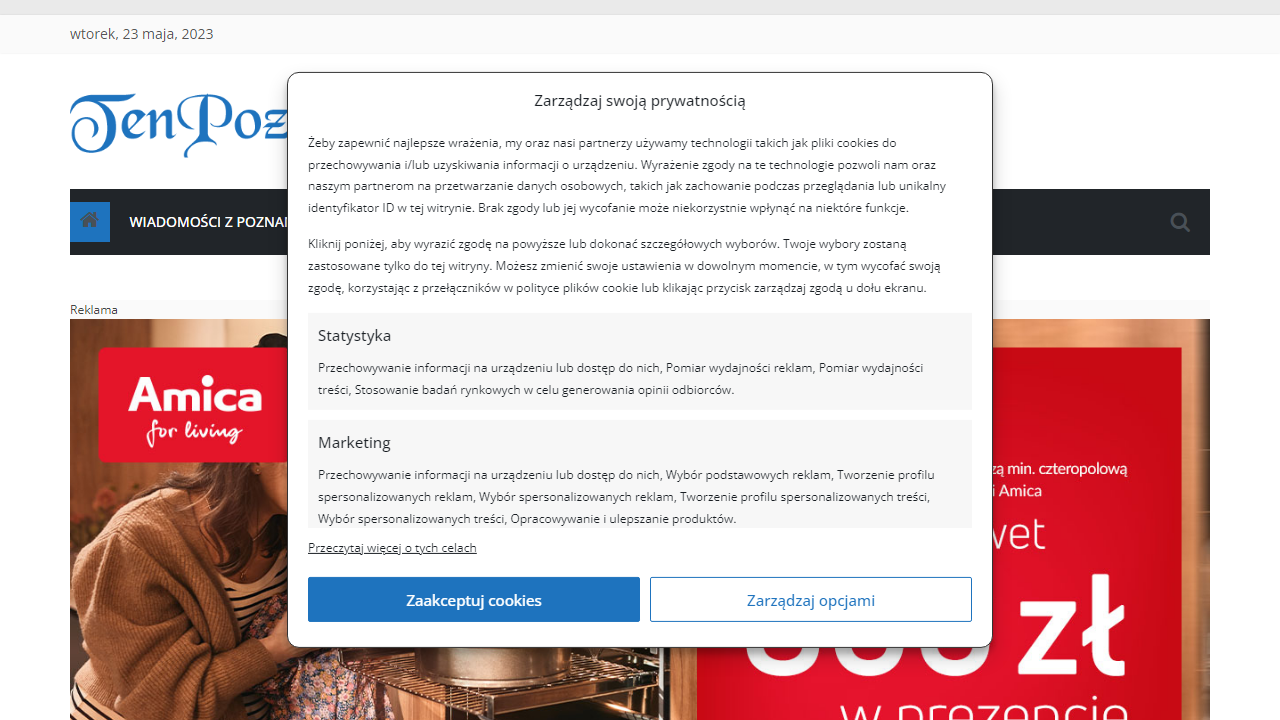 wtorek, 23 maja, 2023
TenPoz
WIADOMOŚCI Z POZNAN
Zarządzaj swoją prywatnością
Żeby zapewnić najlepsze wrażenia, my oraz nasi partnerzy używamy technologii takich jak pliki cookies do
przechowywania i/lub uzyskiwania informacji o urządzeniu. Wyrażenie zgody na te technologie pozwoli nam oraz
naszym partnerom na przetwarzanie danych osobowych, takich jak zachowanie podczas przeglądania lub unikalny
identyfikator ID w tej witrynie. Brak zgody lub jej wycofanie może niekorzystnie wpłynąć na niektóre funkcje.
Kliknij poniżej, aby wyrazić zgodę na powyższe lub dokonać szczegółowych wyborów. Twoje wybory zostaną
zastosowane tylko do tej witryny. Możesz zmienić swoje ustawienia w dowolnym momencie, w tym wycofać swoją
zgodę, korzystając z przełączników w polityce plików cookie lub klikając przycisk zarządzaj zgodą u dołu ekranu.
Statystyka
Przechowywanie informacji na urządzeniu lub dostęp do nich, Pomiar wydajności reklam, Pomiar wydajności
treści, Stosowanie badań rynkowych w celu generowania opinii odbiorców.
Marketing
Przechowywanie informacji na urządzeniu lub dostęp do nich, Wybór podstawowych reklam, Tworzenie profilu
spersonalizowanych reklam, Wybór spersonalizowanych reklam, Tworzenie profilu spersonalizowanych treści,
Wybór spersonalizowanych treści, Opracowywanie i ulepszanie produktów.
Przeczytaj więcej o tych celach
Zaakceptuj cookies
Zarządzaj opcjami
Reklama
Amica
for living
min. czteropolową
i Amica
wet
zł
w prezencie